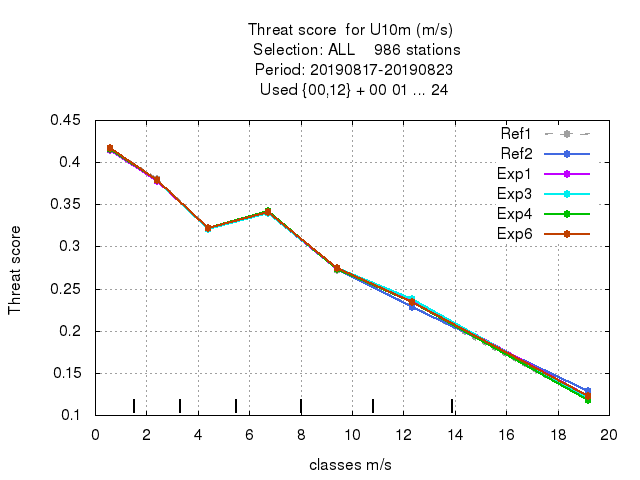 Threat score  for U10m (m/s)
Selection: ALL    986 stations
Period: 20190817-20190823
Used {00,12} + 00 01 ... 24
Threat score
0.45
0.4
0.35
0.3
0.25
0.2
0.15
0.1
Ref1
Ref2
Exp1
Exp3
Exp4
Exp6
0 2 4 6 8 10 12 14 16 18 20
classes m/s